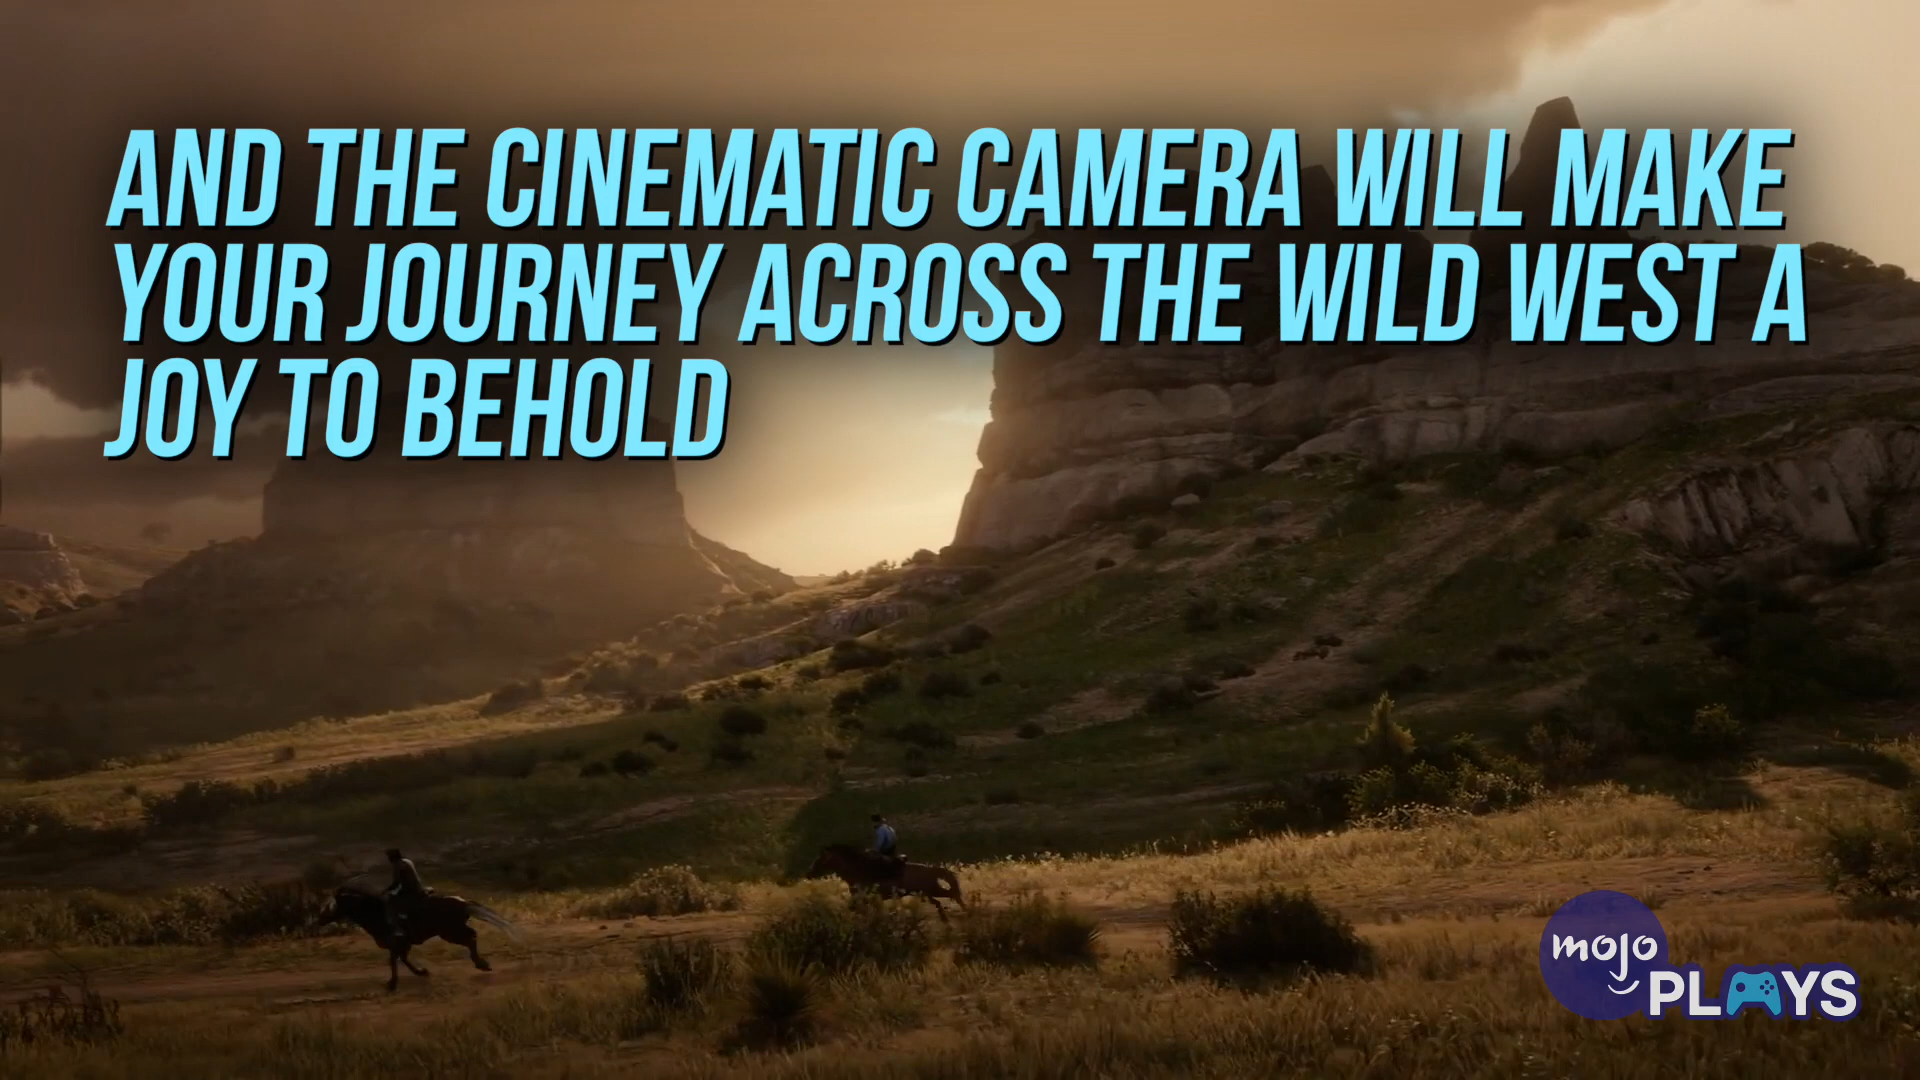 AND THE CINEMATIC CAMERA WILL MAKE
YOUR JOURNEY ACROSS THE WILD WEST A
JOY TO BEHOLD
mojo
PLAYS